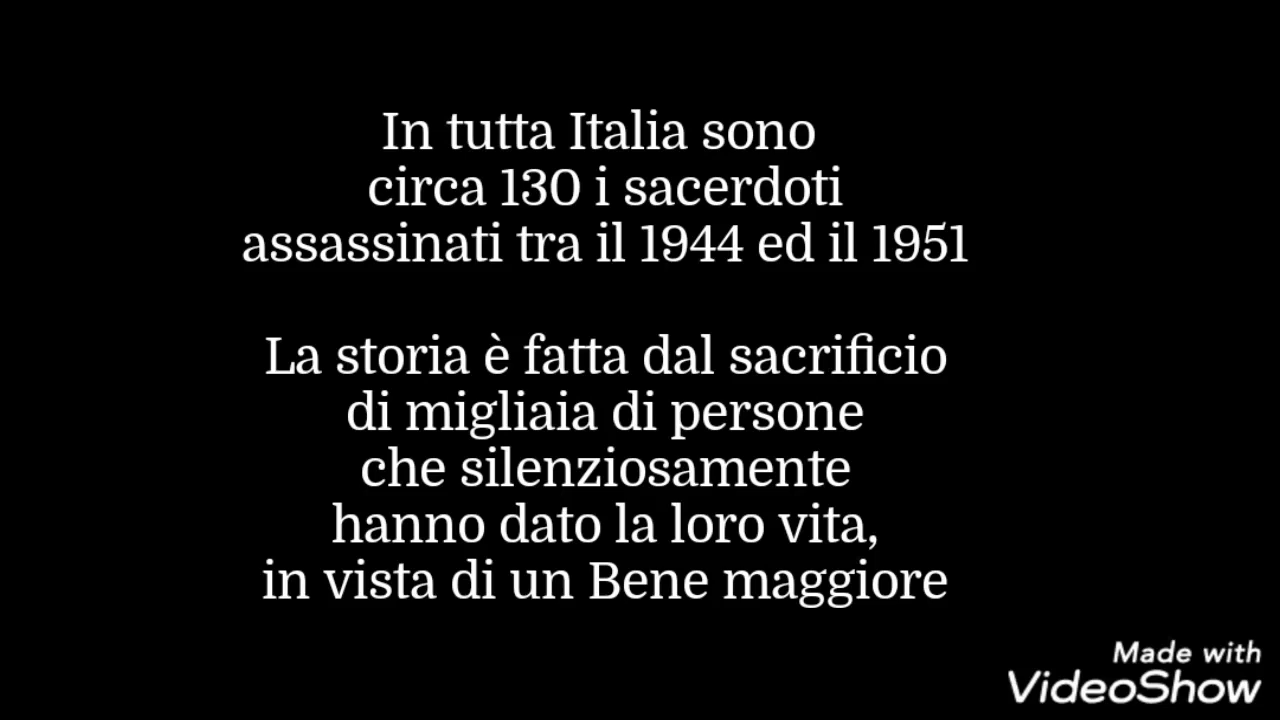 In tutta Italia sono
circa 130 i sacerdoti
assassinati tra il 1944 ed il 1951
La storia è fatta dal sacrificio
di migliaia di persone
che silenziosamente
hanno dato la loro vita,
in vista di un Bene maggiore
Made with
VideoShow